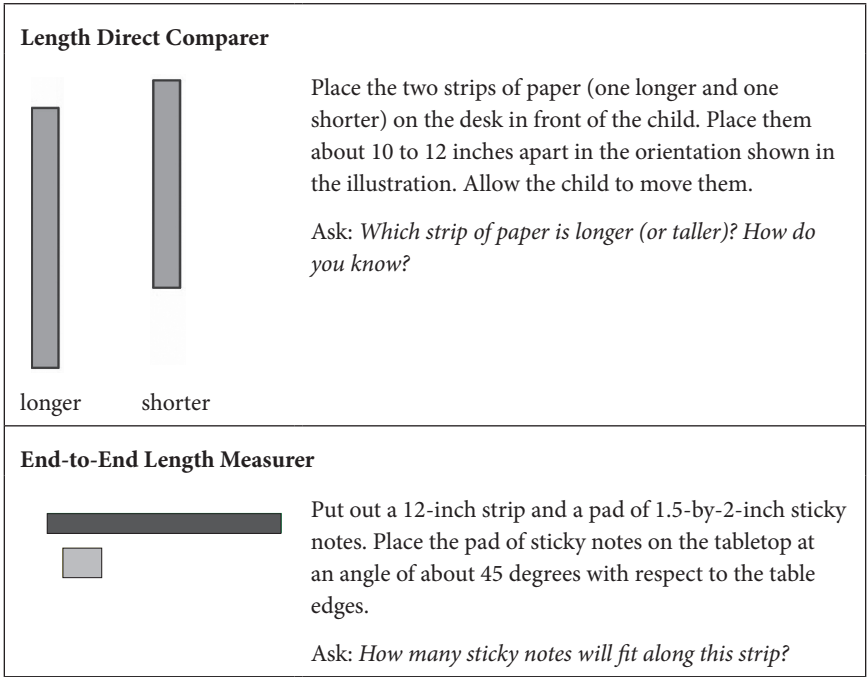 Length Direct Comparer
Place the two strips of paper (one longer and one
shorter) on the desk in front of the child. Place them
about 10 to 12 inches apart in the orientation shown in
the illustration. Allow the child to move them.
Ask: Which strip of paper is longer (or taller)? How do
you know?
longer shorter
End-to-End Length Measurer
Put out a 12-inch strip and a pad of 1.5-by-2-inch sticky
notes. Place the pad of sticky notes on the tabletop at
an angle of about 45 degrees with respect to the table
edges.
Ask: How many sticky notes will fit along this strip?